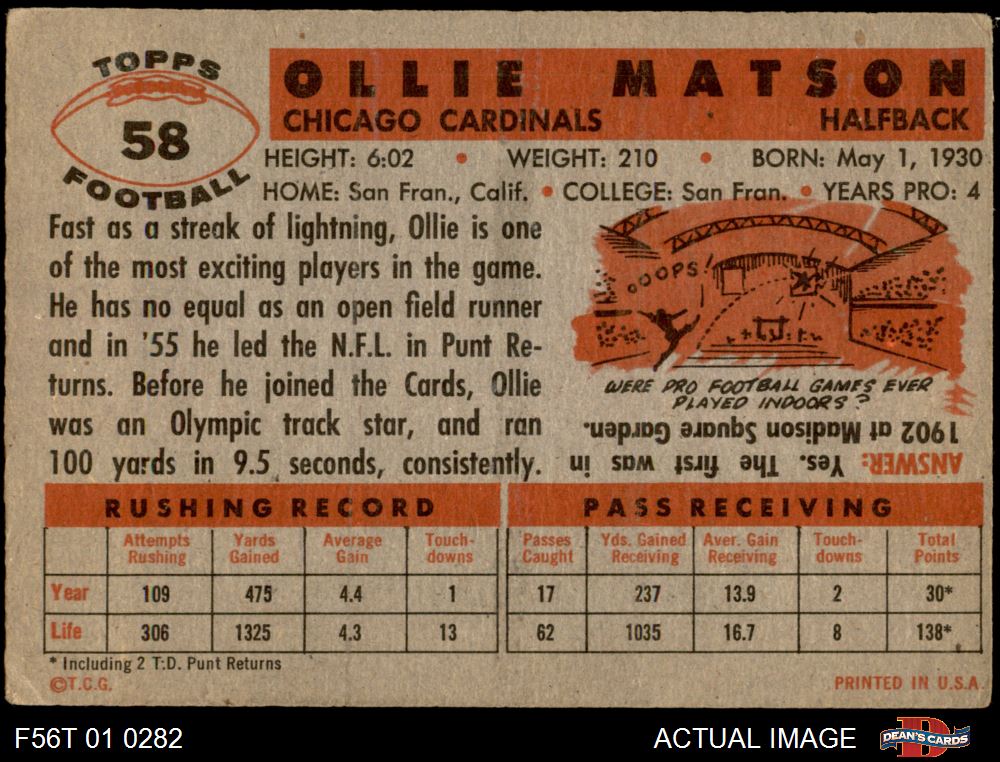 TOPPS
58
FOOTBALL
OLLIE MATSON
CHICAGO CARDINALS HALFBACK
HEIGHT: 6:02 • WEIGHT: 210 • BORN: May 1, 1930
HOME: San Fran., Calif. • COLLEGE: San Fran. • YEARS PRO: 4
Fast as a streak of lightning, Ollie is one
of the most exciting players in the game.
He has no equal as an open field runner
and in '55 he led the N.F.L. in Punt Re-
turns. Before he joined the Cards, Ollie
was an Olympic track star, and ran
100 yards in 9.5 seconds, consistently.
OOOPS!
WERE PRO FOOTBALL GAMES EVER
PLAYED INDOORS?
ANSWER: Yes. The first was in
1902 at Madison Square Garden.
RUSHING RECORD PASS RECEIVING
Attempts Rushing Yards Gained Average Gain Touch-downs Passes Caught Yds. Gained Receiving Aver. Gain Receiving Touch-downs Total Points
Year 109 475 4.4 1 17 237 13.9 2 30*
Life 306 1325 4.3 13 62 1035 16.7 8 138*
* Including 2 T.D. Punt Returns
©T.C.G. PRINTED IN U.S.A.
F56T 01 0282 ACTUAL IMAGE D DEAN'S CARDS